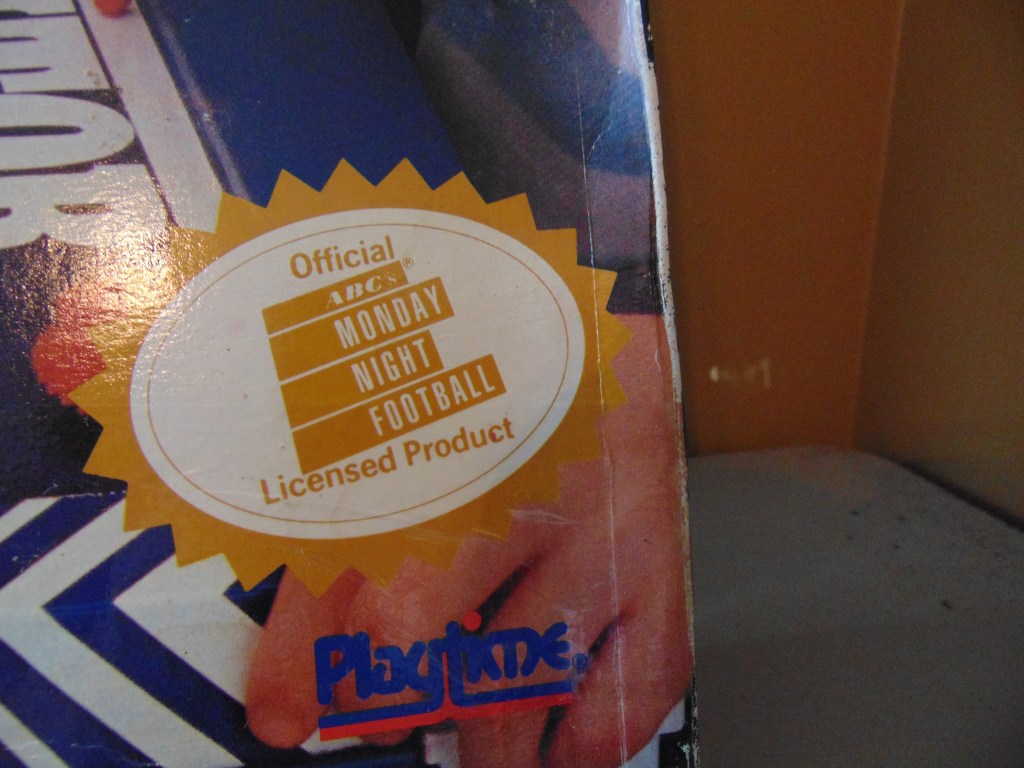 Official
ABC's®
MONDAY
NIGHT
FOOTBALL
Licensed Product
Playtime®